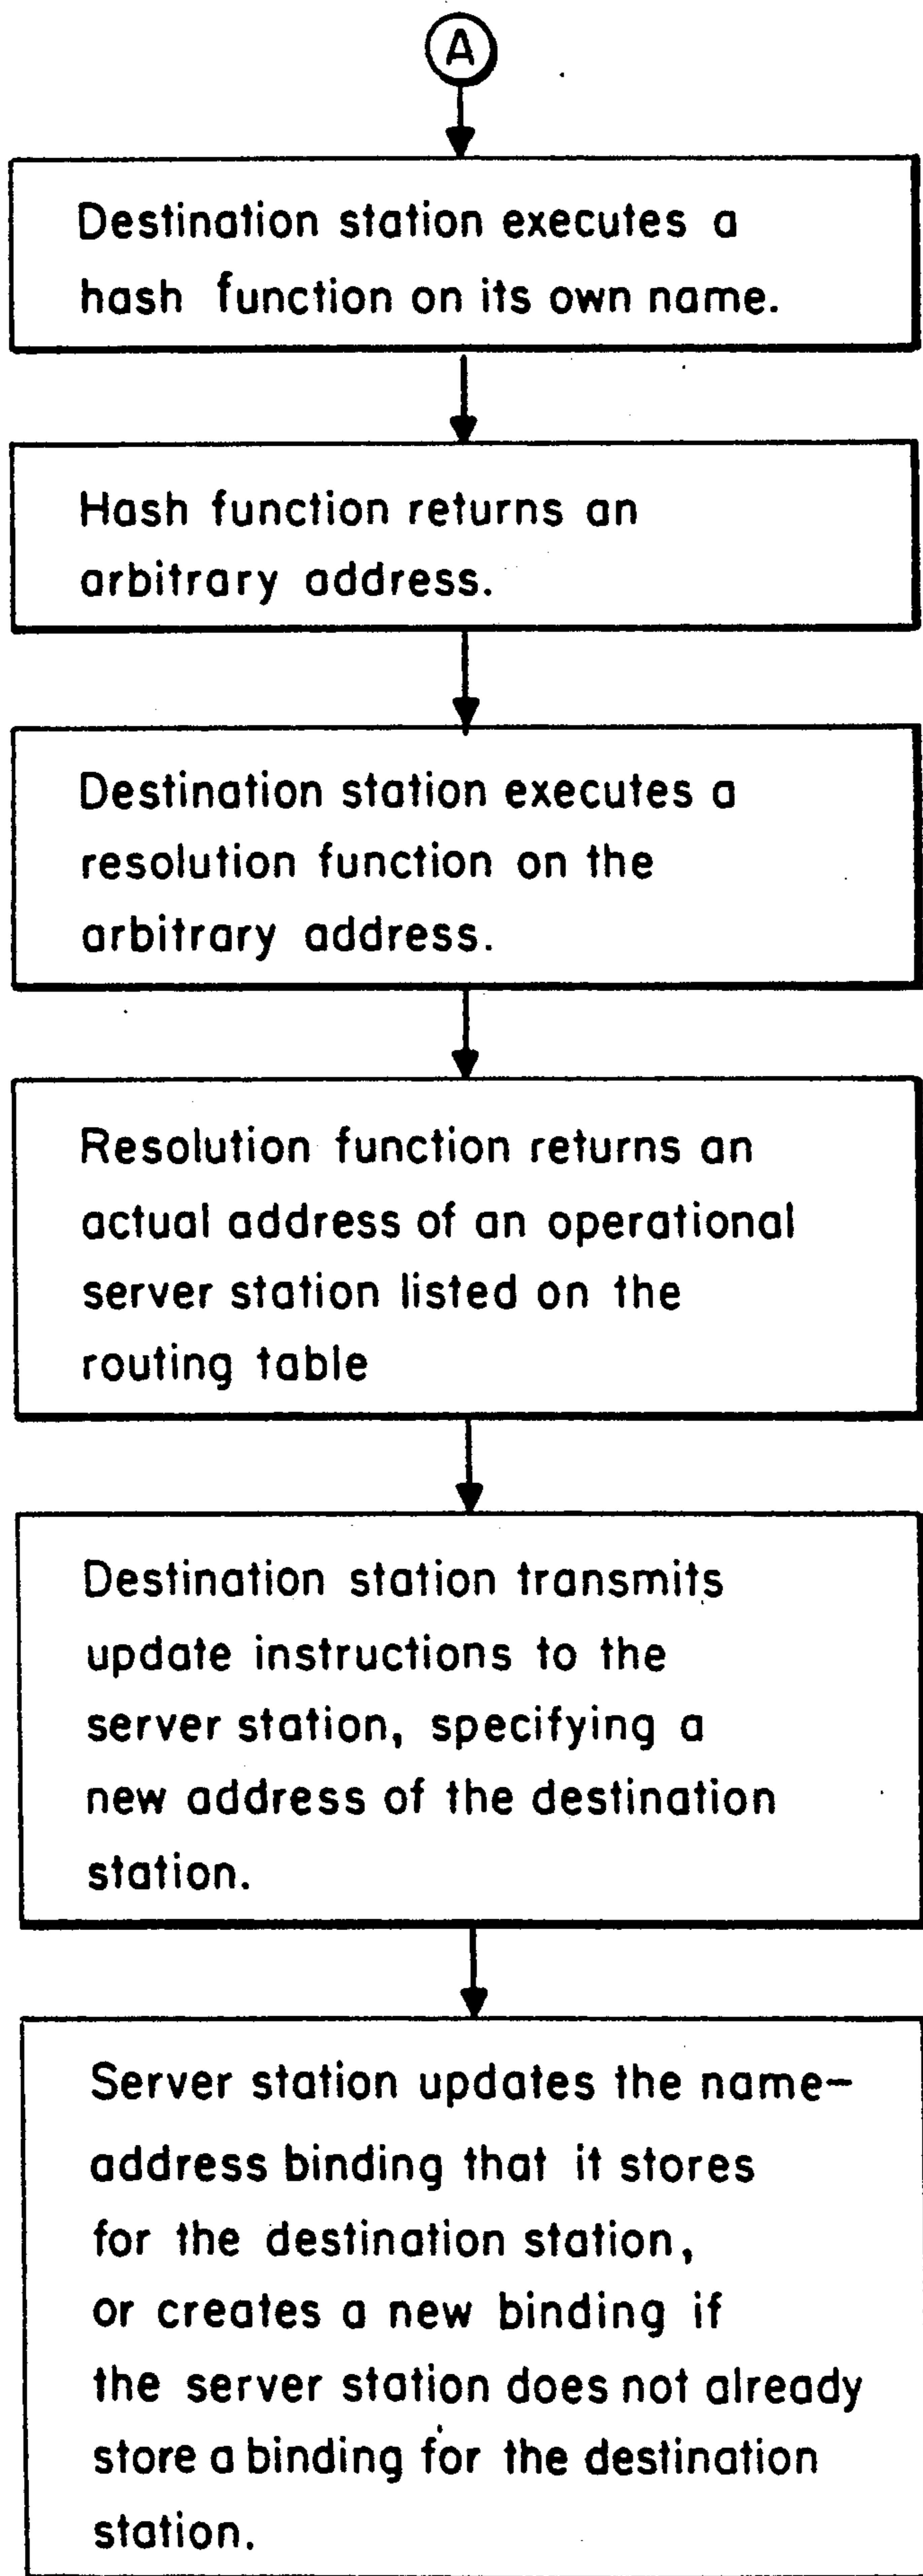 A
Destination station executes a
hash function on its own name.
Hash function returns an
arbitrary address.
Destination station executes a
resolution function on the
arbitrary address.
Resolution function returns an
actual address of an operational
server station listed on the
routing table
Destination station transmits
update instructions to the
server station, specifying a
new address of the destination
station.
Server station updates the name-
address binding that it stores
for the destination station,
or creates a new binding if
the server station does not already
store a binding for the destination
station.